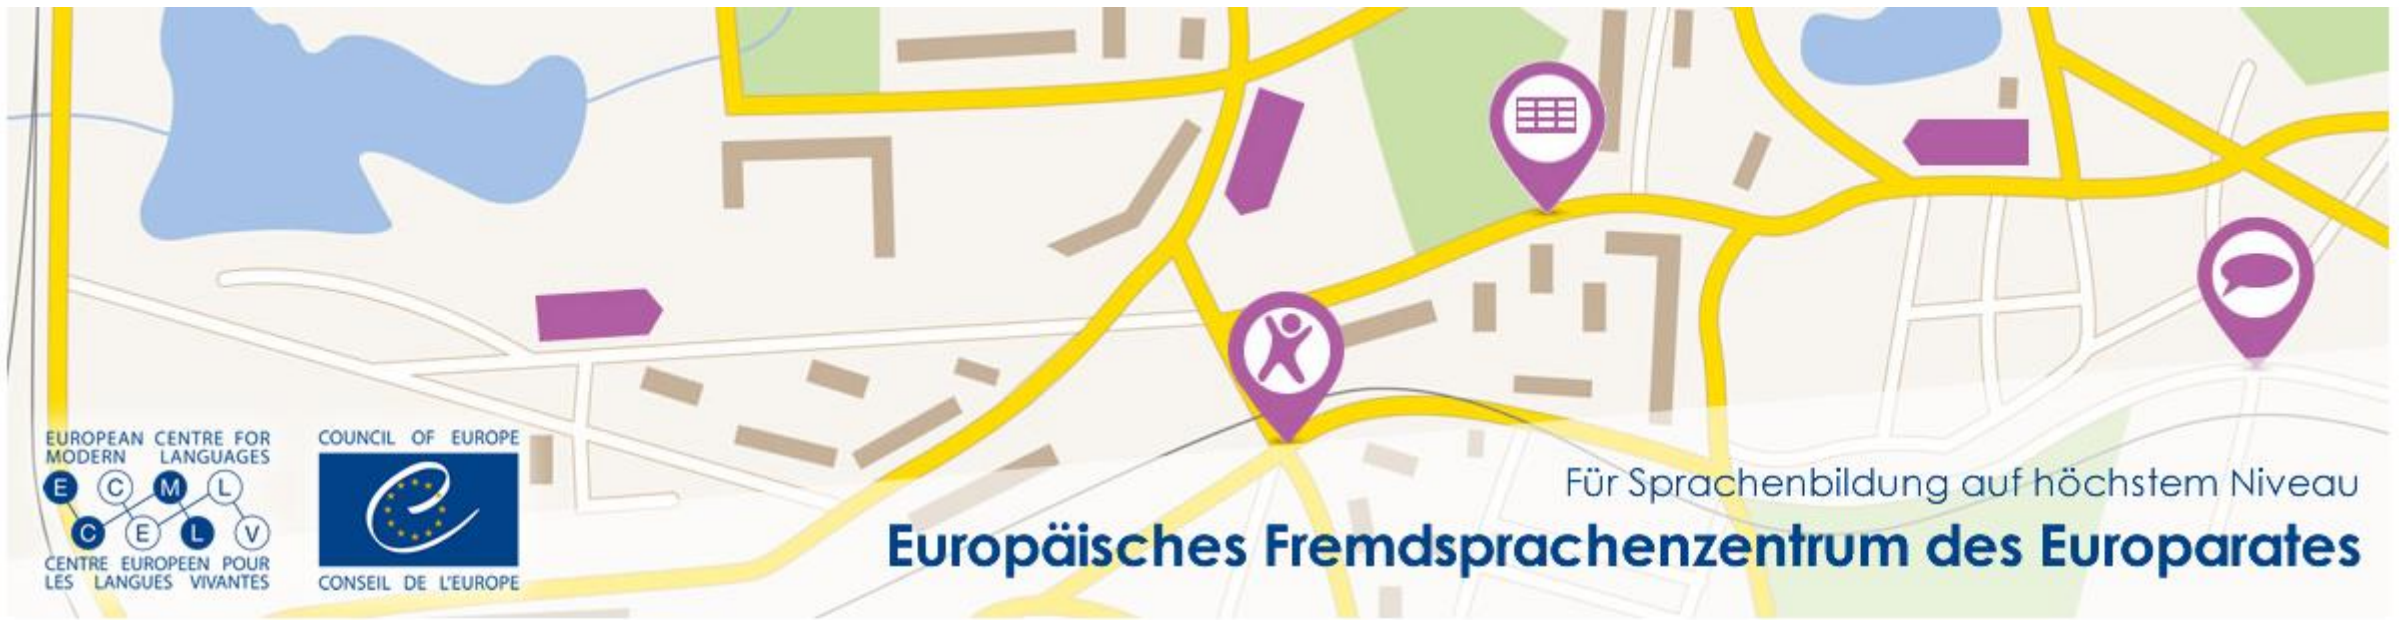 EUROPEAN CENTRE FOR
MODERN LANGUAGES
E C M L
C E L V
CENTRE EUROPEEN POUR
LES LANGUES VIVANTES
COUNCIL OF EUROPE
CONSEIL DE L'EUROPE
Für Sprachenbildung auf höchstem Niveau
Europäisches Fremdsprachenzentrum des Europarates